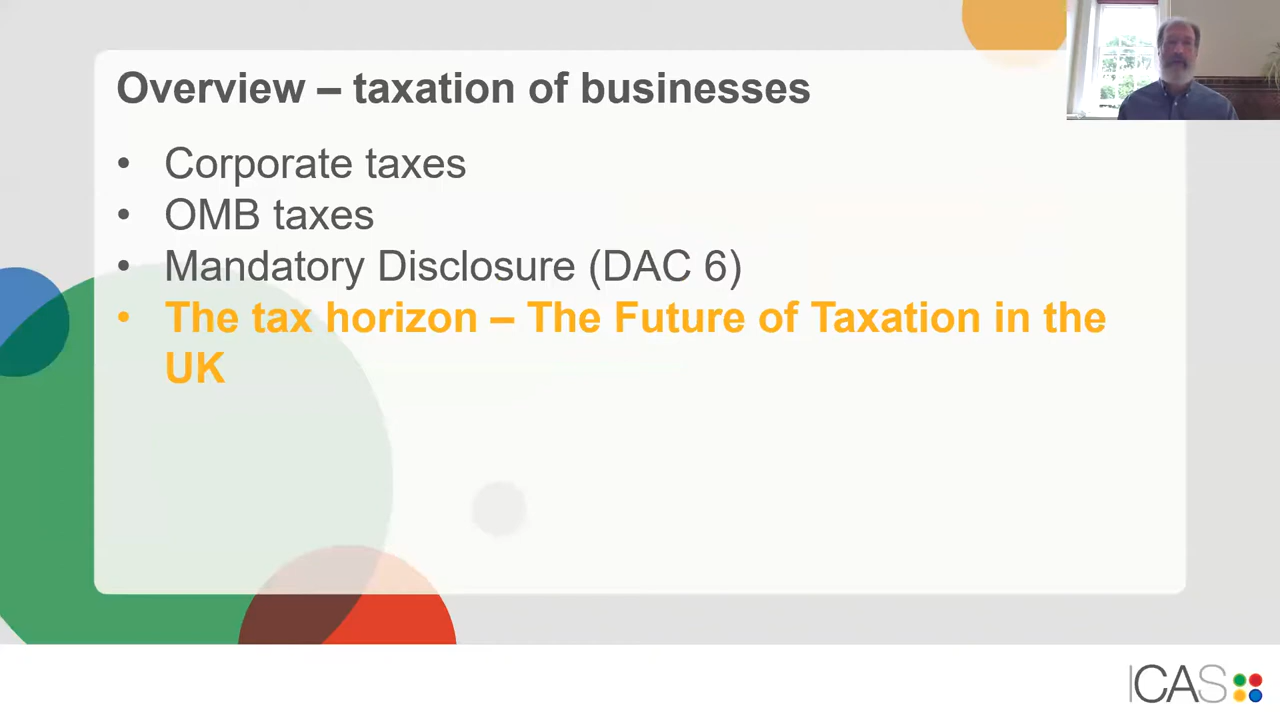 Overview – taxation of businesses
• Corporate taxes
• OMB taxes
• Mandatory Disclosure (DAC 6)
• The tax horizon – The Future of Taxation in the
UK
ICAS